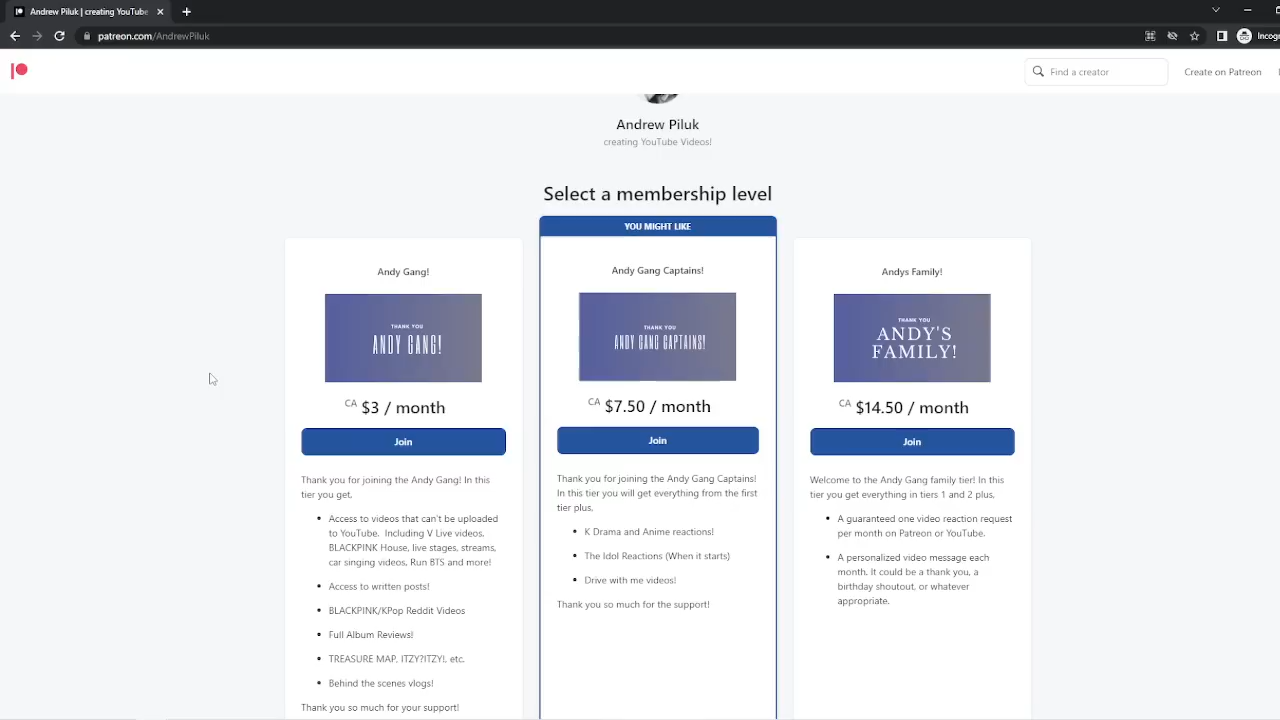 Andrew Piluk | creating YouTube
patreon.com/AndrewPiluk
Incog
Find a creator
Create on Patreon
Andrew Piluk
creating YouTube Videos!
Select a membership level
YOU MIGHT LIKE
Andy Gang!
THANK YOU
ANDY GANG!
CA $3 / month
Join
Thank you for joining the Andy Gang! In this
tier you get,
• Access to videos that can't be uploaded
to YouTube. Including V Live videos,
BLACKPINK House, live stages, streams,
car singing videos, Run BTS and more!
• Access to written posts!
• BLACKPINK/KPop Reddit Videos
• Full Album Reviews!
• TREASURE MAP, ITZY?ITZY!, etc.
• Behind the scenes vlogs!
Thank you so much for your support!
Andy Gang Captains!
THANK YOU
ANDY GANG CAPTAINS!
CA $7.50 / month
Join
Thank you for joining the Andy Gang Captains!
In this tier you will get everything from the first
tier plus,
• K Drama and Anime reactions!
• The Idol Reactions (When it starts)
• Drive with me videos!
Thank you so much for the support!
Andys Family!
THANK YOU
ANDY'S
FAMILY!
CA $14.50 / month
Join
Welcome to the Andy Gang family tier! In this
tier you get everything in tiers 1 and 2 plus,
• A guaranteed one video reaction request
per month on Patreon or YouTube.
• A personalized video message each
month. It could be a thank you, a
birthday shoutout, or whatever
appropriate.